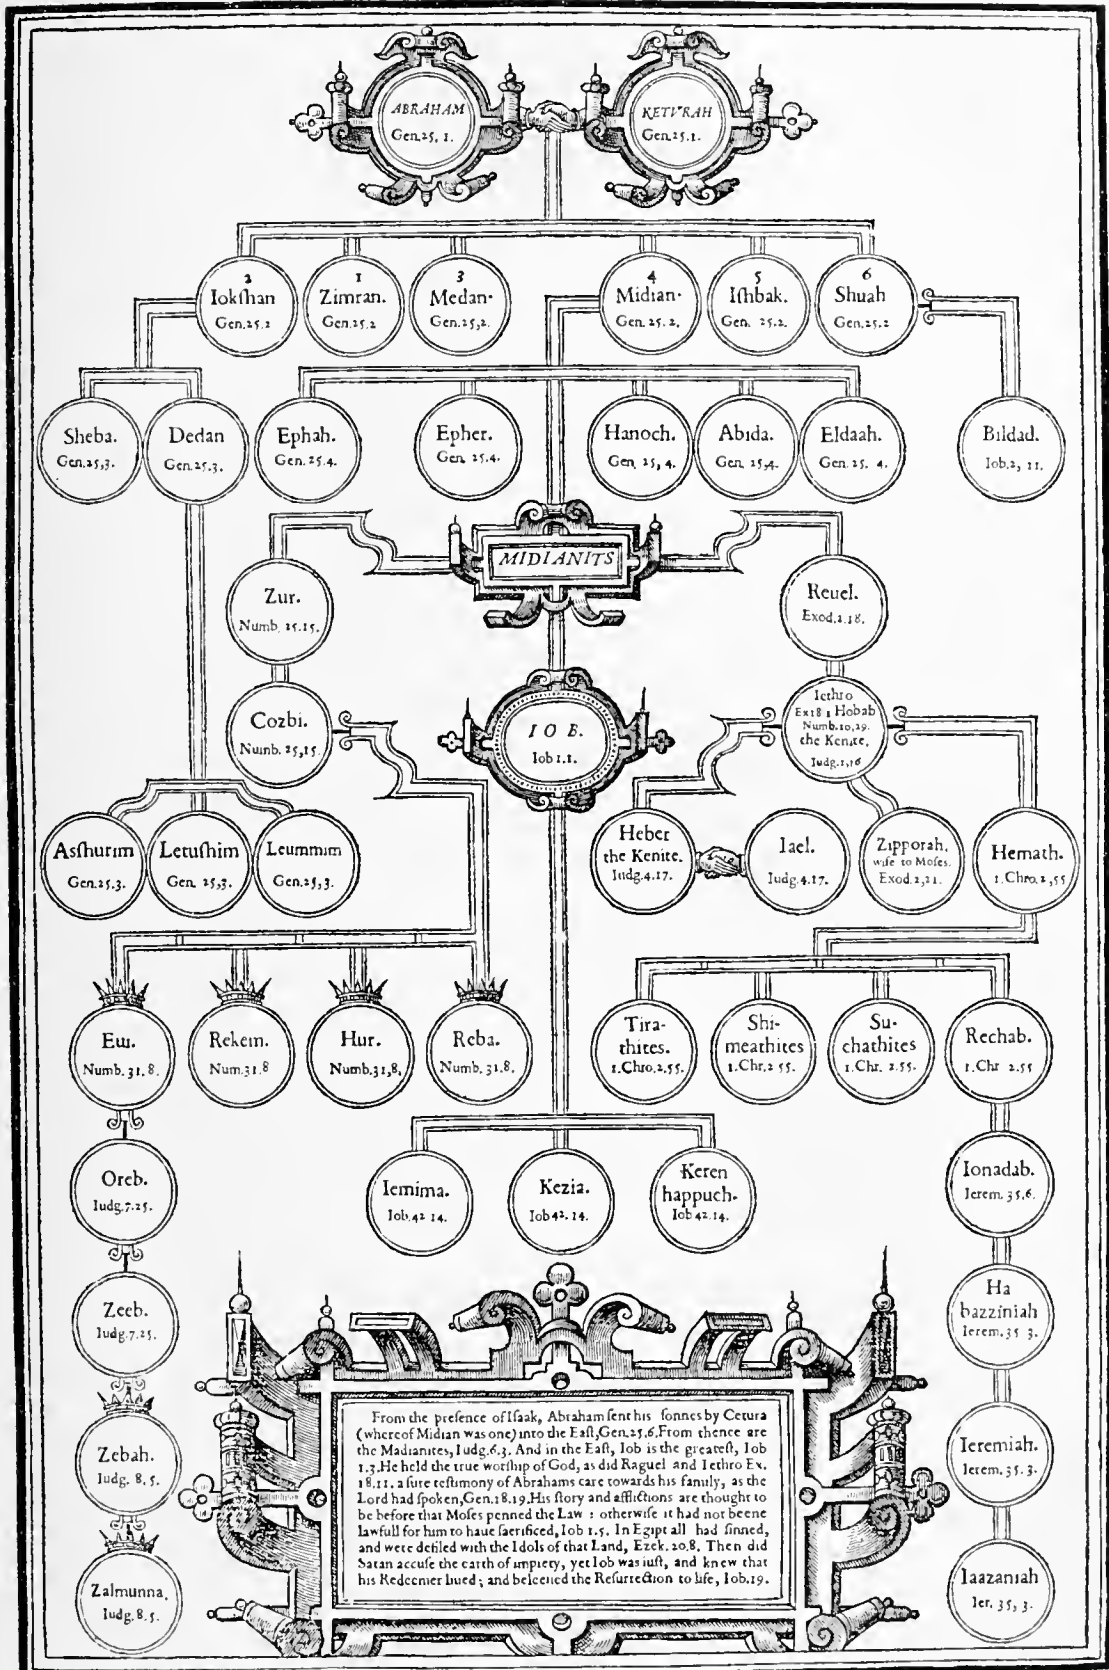 ABRAHAM
Gen.25, 1.
KETVRAH
Gen.25.1.
2
Iokſhan
Gen.25.2
1
Zimran.
Gen.25.2
3
Medan.
Gen.25,2.
4
Midian.
Gen.25.2.
5
Iſhbak.
Gen. 25.2.
6
Shuah
Gen.25.2
Sheba.
Gen.25,3.
Dedan
Gen.25.3.
Ephah.
Gen.25.4.
Epher.
Gen. 25.4.
Hanoch.
Gen. 25, 4.
Abida.
Gen. 25,4.
Eldaah.
Gen. 25. 4.
Bildad.
Iob.2, 11.
MIDIANITS
Zur.
Numb. 25.15.
Reuel.
Exod.2.18.
Cozbi.
Numb. 25,15.
IOB.
Iob 1.1.
Iethro
Ex18 1 Hobab
Numb.10,29.
the Kenite.
Iudg.1,16
Aſſhurim
Gen.25.3.
Letuſhim
Gen. 25,3.
Leummim
Gen.25,3.
Heber
the Kenite.
Iudg.4.17.
Iael.
Iudg.4.17.
Zipporah.
wife to Moſes.
Exod.2,21.
Hemath.
1.Chro.2,55
Eui.
Numb. 31.8.
Rekem.
Num.31.8
Hur.
Numb.31,8,
Reba.
Numb. 31.8.
Tira-
thites.
1.Chro.2.55.
Shi-
meathites
1.Chr.2 55.
Su-
chathites
1.Chr. 2.55.
Rechab.
1.Chr 2.55
Oreb.
Iudg.7.25.
Iemima.
Iob.42 14.
Kezia.
Iob 42.14.
Keren
happuch.
Iob 42.14.
Ionadab.
Ierem. 35.6.
Zeeb.
Iudg.7.25.
Ha
bazziniah
Ierem.35 3.
Zebah.
Iudg. 8.5.
Ieremiah.
Ierem.35.3.
Zalmunna.
Iudg.8.5.
Iaazaniah
Ier. 35, 3.
From the preſence of Iſaak, Abraham ſent his ſonnes by Cetura
(whereof Midian was one) into the Eaſt, Gen.25.6. From thence are
the Madianites, Iudg.6.3. And in the Eaſt, Iob is the greateſt, Iob
1.3. He held the true worſhip of God, as did Raguel and Iethro Ex.
18.11. a ſure teſtimony of Abrahams care towards his family, as the
Lord had ſpoken, Gen.18.19. His ſtory and afflictions are thought to
be before that Moſes penned the Law : otherwiſe it had not beene
lawfull for him to haue ſacrificed, Iob 1.5. In Egipt all had ſinned,
and were defiled with the Idols of that Land, Ezek. 20.8, Then did
Satan accuſe the earth of impiety, yet Iob was iuſt, and knew that
his Redeemer liued; and beleeued the Reſurrection to life, Iob.19.